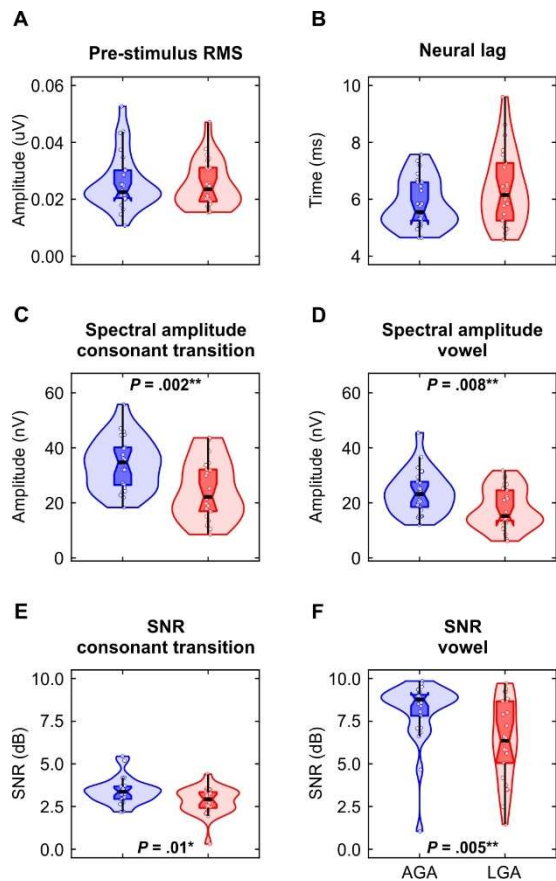 A
Pre-stimulus RMS
Amplitude (uV)
0.06
0.04
0.02
0.00
B
Neural lag
Time (ms)
10
8
6
4
C
Spectral amplitude
consonant transition
P = .002**
Amplitude (nV)
60
40
20
0
D
Spectral amplitude
vowel
P = .008**
Amplitude (nV)
60
40
20
0
E
SNR
consonant transition
SNR (dB)
10.0
7.5
5.0
2.5
0.0
P = .01*
F
SNR
vowel
SNR (dB)
10.0
7.5
5.0
2.5
0.0
P = .005**
AGA LGA